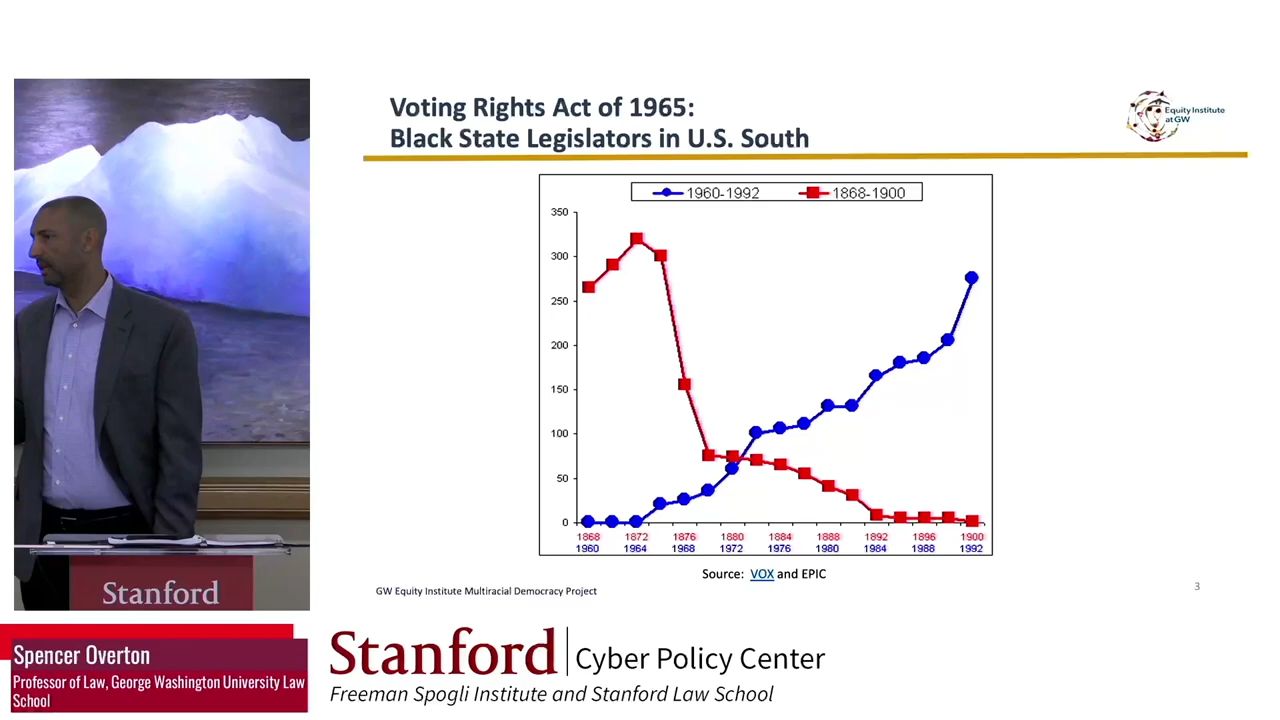 Voting Rights Act of 1965:
Black State Legislators in U.S. South
Equity Institute
at GW
1960-1992
1868-1900
350
300
250
200
150
100
50
0
1868 1872 1876 1880 1884 1888 1892 1896 1900
1960 1964 1968 1972 1976 1980 1984 1988 1992
Source: VOX and EPIC
GW Equity Institute Multiracial Democracy Project
3
Stanford
Spencer Overton
Professor of Law, George Washington University Law
School
Stanford
Cyber Policy Center
Freeman Spogli Institute and Stanford Law School